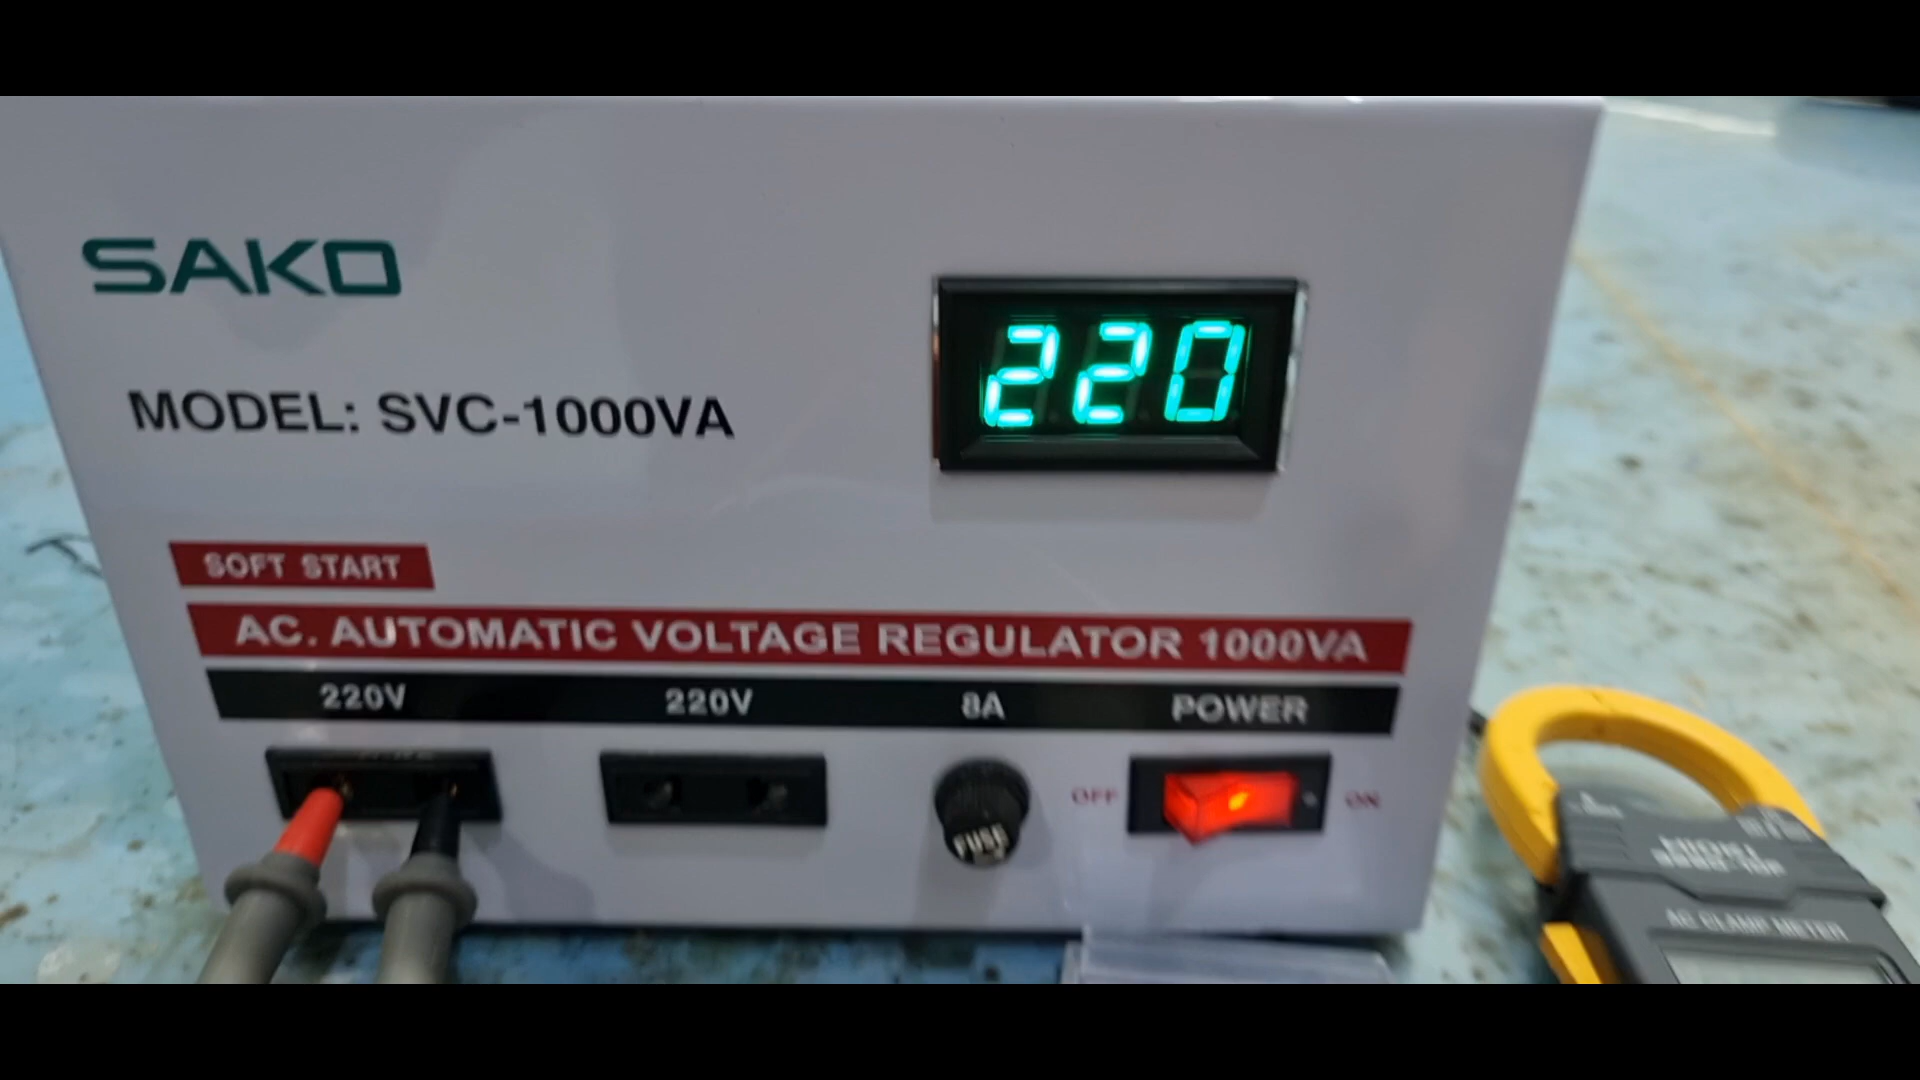 SAKO
220
MODEL: SVC-1000VA
SOFT START
AC. AUTOMATIC VOLTAGE REGULATOR 1000VA
220V 220V 8A POWER
OFF ON
FUSE
HIOKI
AC CLAMP METER